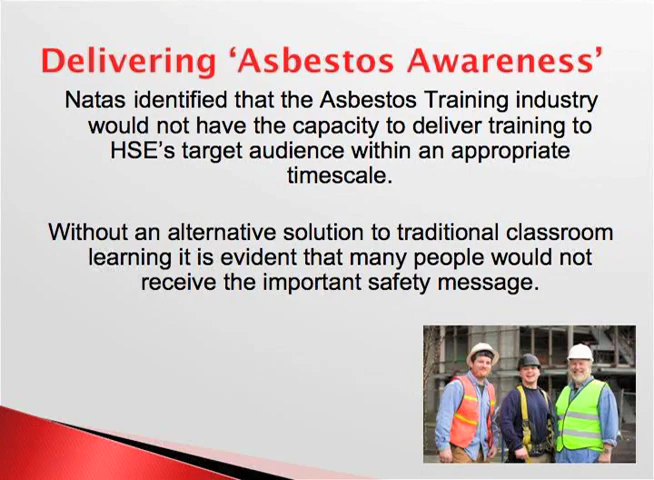 Delivering ‘Asbestos Awareness’
Natas identified that the Asbestos Training industry
would not have the capacity to deliver training to
HSE’s target audience within an appropriate
timescale.
Without an alternative solution to traditional classroom
learning it is evident that many people would not
receive the important safety message.